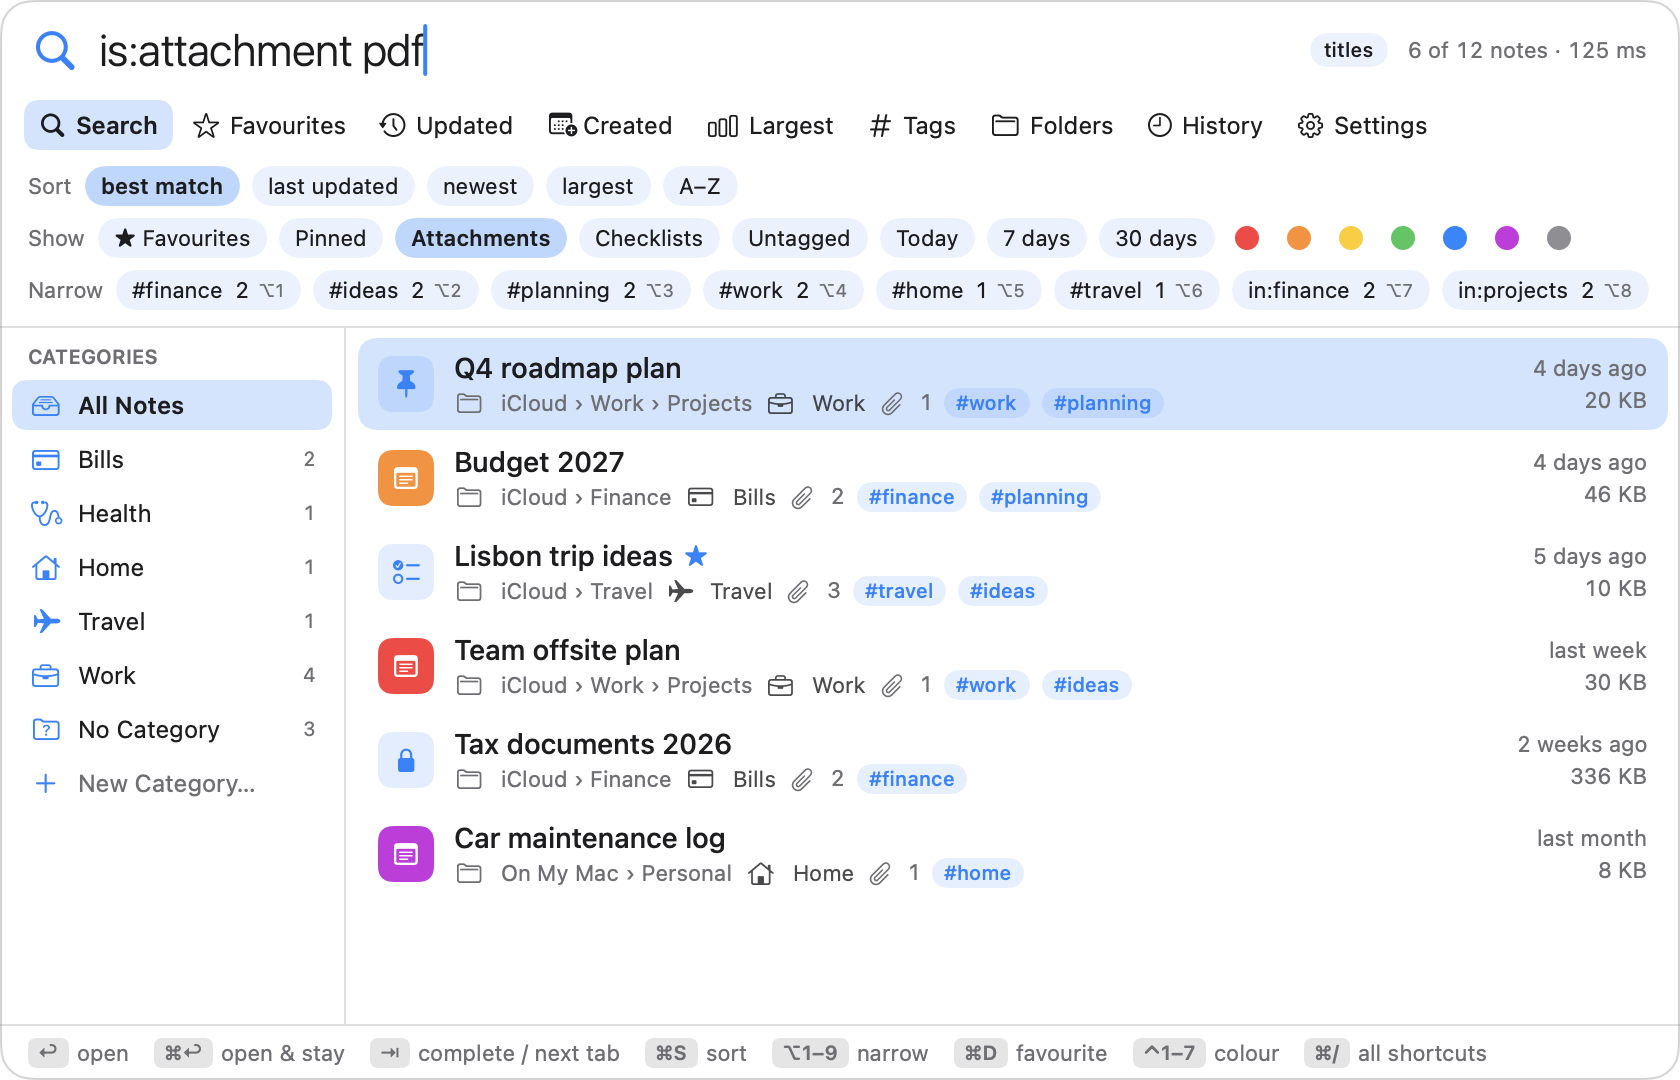 is:attachment pdf
titles 6 of 12 notes · 125 ms
Search Favourites Updated Created Largest # Tags Folders History Settings
Sort best match last updated newest largest A–Z
Show ★ Favourites Pinned Attachments Checklists Untagged Today 7 days 30 days
Narrow #finance 2 ⌥1 #ideas 2 ⌥2 #planning 2 ⌥3 #work 2 ⌥4 #home 1 ⌥5 #travel 1 ⌥6 in:finance 2 ⌥7 in:projects 2 ⌥8
CATEGORIES
All Notes
Bills 2
Health 1
Home 1
Travel 1
Work 4
No Category 3
+ New Category...
Q4 roadmap plan 4 days ago
iCloud › Work › Projects Work 1 #work #planning 20 KB
Budget 2027 4 days ago
iCloud › Finance Bills 2 #finance #planning 46 KB
Lisbon trip ideas ★ 5 days ago
iCloud › Travel Travel 3 #travel #ideas 10 KB
Team offsite plan last week
iCloud › Work › Projects Work 1 #work #ideas 30 KB
Tax documents 2026 2 weeks ago
iCloud › Finance Bills 2 #finance 336 KB
Car maintenance log last month
On My Mac › Personal Home 1 #home 8 KB
↩ open ⌘↩ open & stay ⇥ complete / next tab ⌘S sort ⌥1–9 narrow ⌘D favourite ^1–7 colour ⌘/ all shortcuts